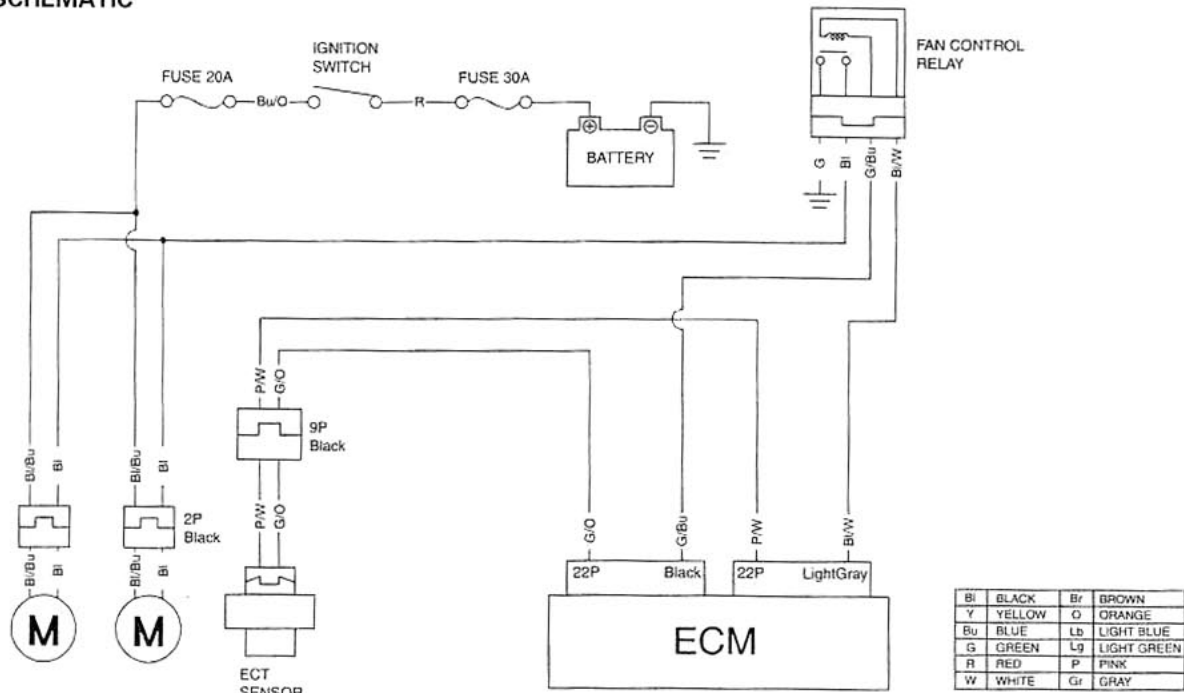 SCHEMATIC
IGNITION
SWITCH
FUSE 20A
Bu/O
R
FUSE 30A
BATTERY
FAN CONTROL
RELAY
G
Bl
G/Bu
Bl/W
P/W
G/O
9P
Black
P/W
G/O
Bl/Bu
Bl
Bl/Bu
Bl
2P
Black
Bl/Bu
Bl
Bl/Bu
Bl
M
M
ECT
SENSOR
G/O
G/Bu
P/W
Bl/W
22P
Black
22P
LightGray
ECM
Bl BLACK Br BROWN
Y YELLOW O ORANGE
Bu BLUE Lb LIGHT BLUE
G GREEN Lg LIGHT GREEN
R RED P PINK
W WHITE Gr GRAY